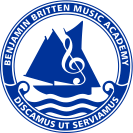 BENJAMIN BRITTEN MUSIC ACADEMY
DISCAMUS UT SERVIAMUS